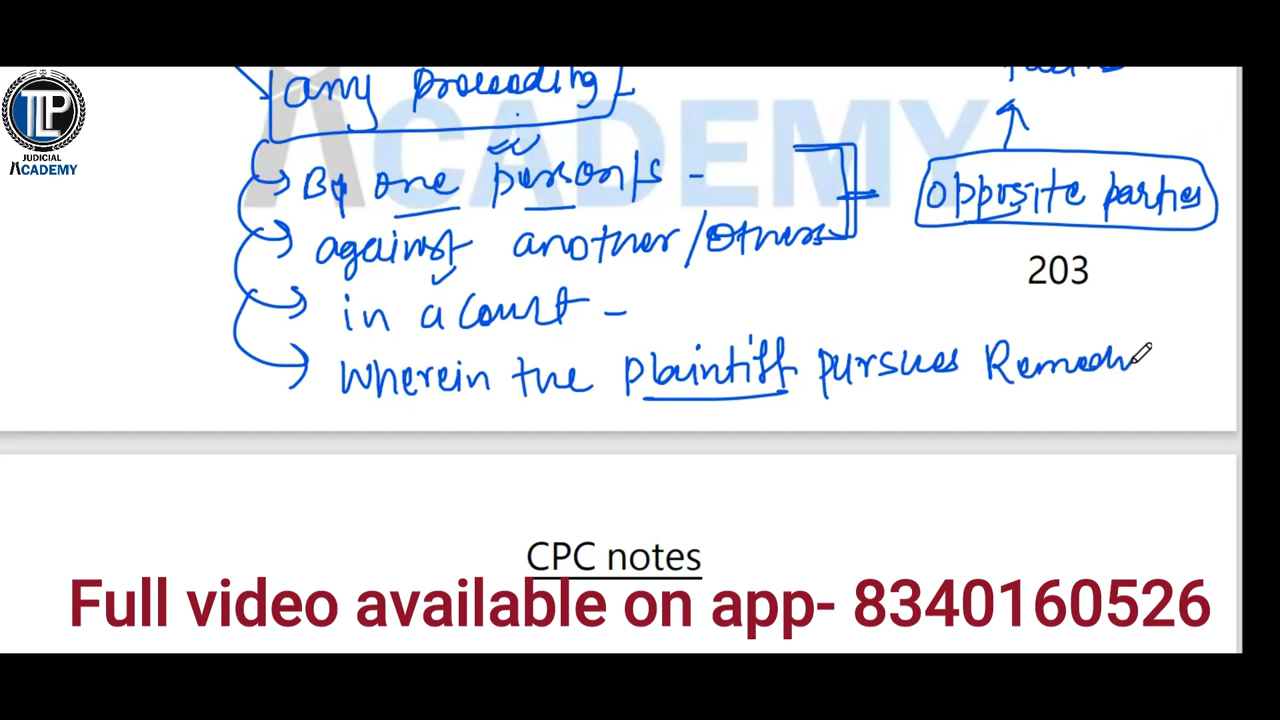 any proceeding
TLP
JUDICIAL
ACADEMY
ACADEMY
By one person/s -
against another/others
opposite parties
203
in a court -
wherein the plaintiff pursues
CPC notes
Full video available on app- 8340160526